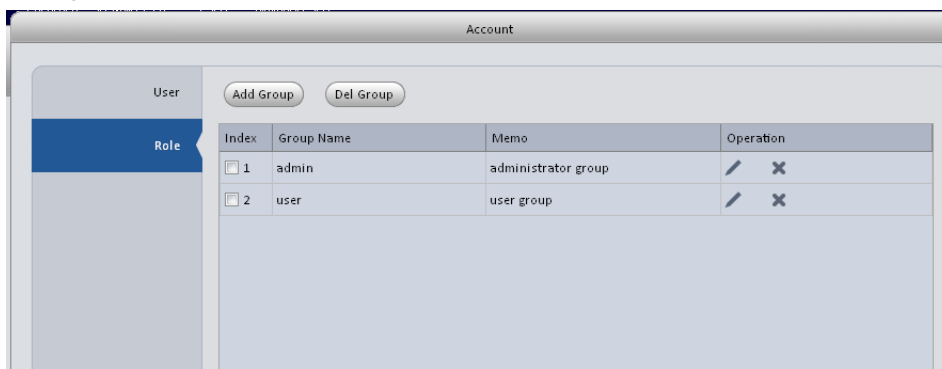 Account
User
Add Group Del Group
Role
Index Group Name Memo Operation
1 admin administrator group
2 user user group